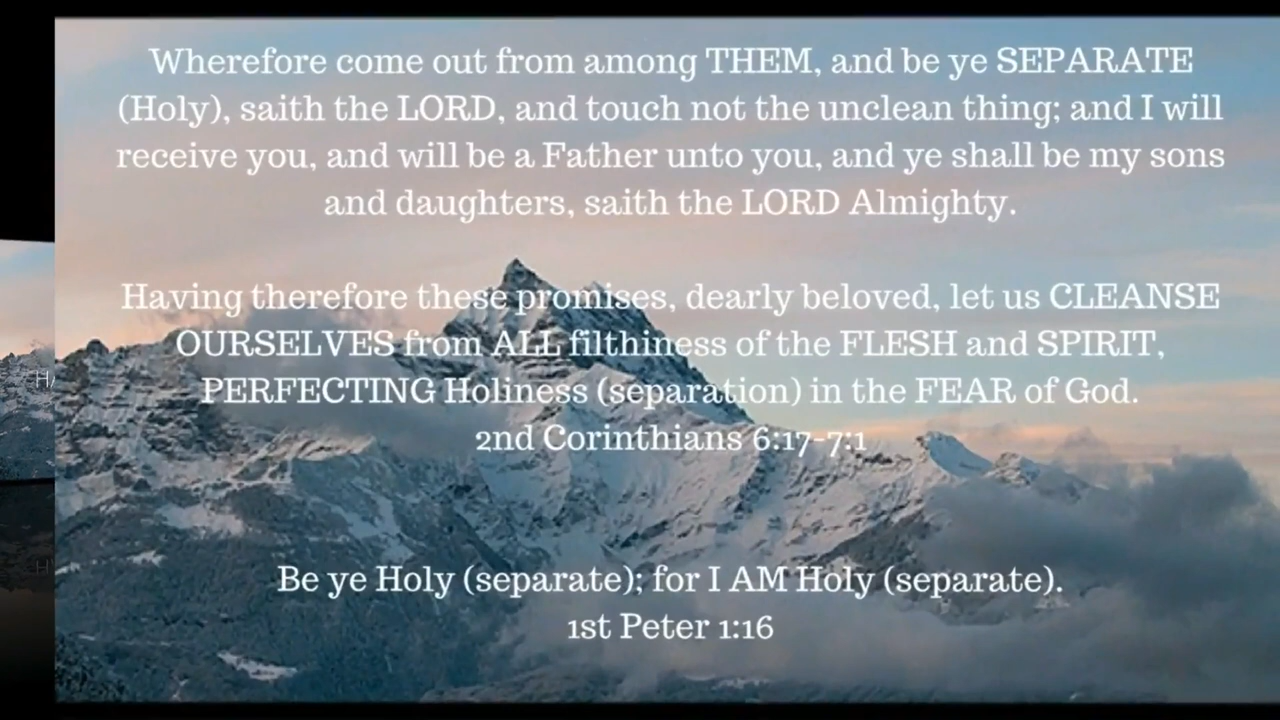 Wherefore come out from among THEM, and be ye SEPARATE
(Holy), saith the LORD, and touch not the unclean thing; and I will
receive you, and will be a Father unto you, and ye shall be my sons
and daughters, saith the LORD Almighty.
Having therefore these promises, dearly beloved, let us CLEANSE
OURSELVES from ALL filthiness of the FLESH and SPIRIT,
PERFECTING Holiness (separation) in the FEAR of God.
2nd Corinthians 6:17-7:1
Be ye Holy (separate); for I AM Holy (separate).
1st Peter 1:16